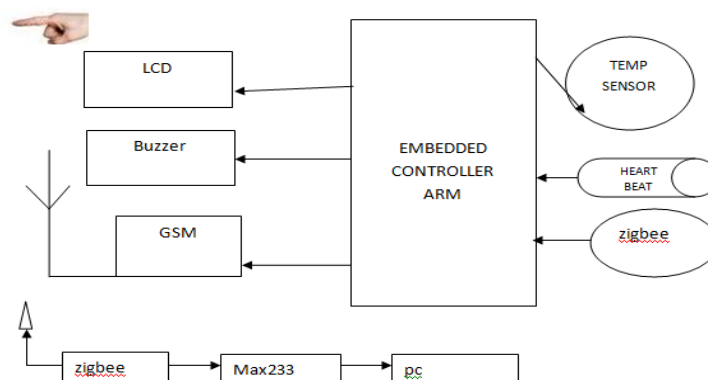 LCD
TEMP
SENSOR
Buzzer
EMBEDDED
CONTROLLER
ARM
HEART
BEAT
GSM
zigbee
zigbee
Max233
pc